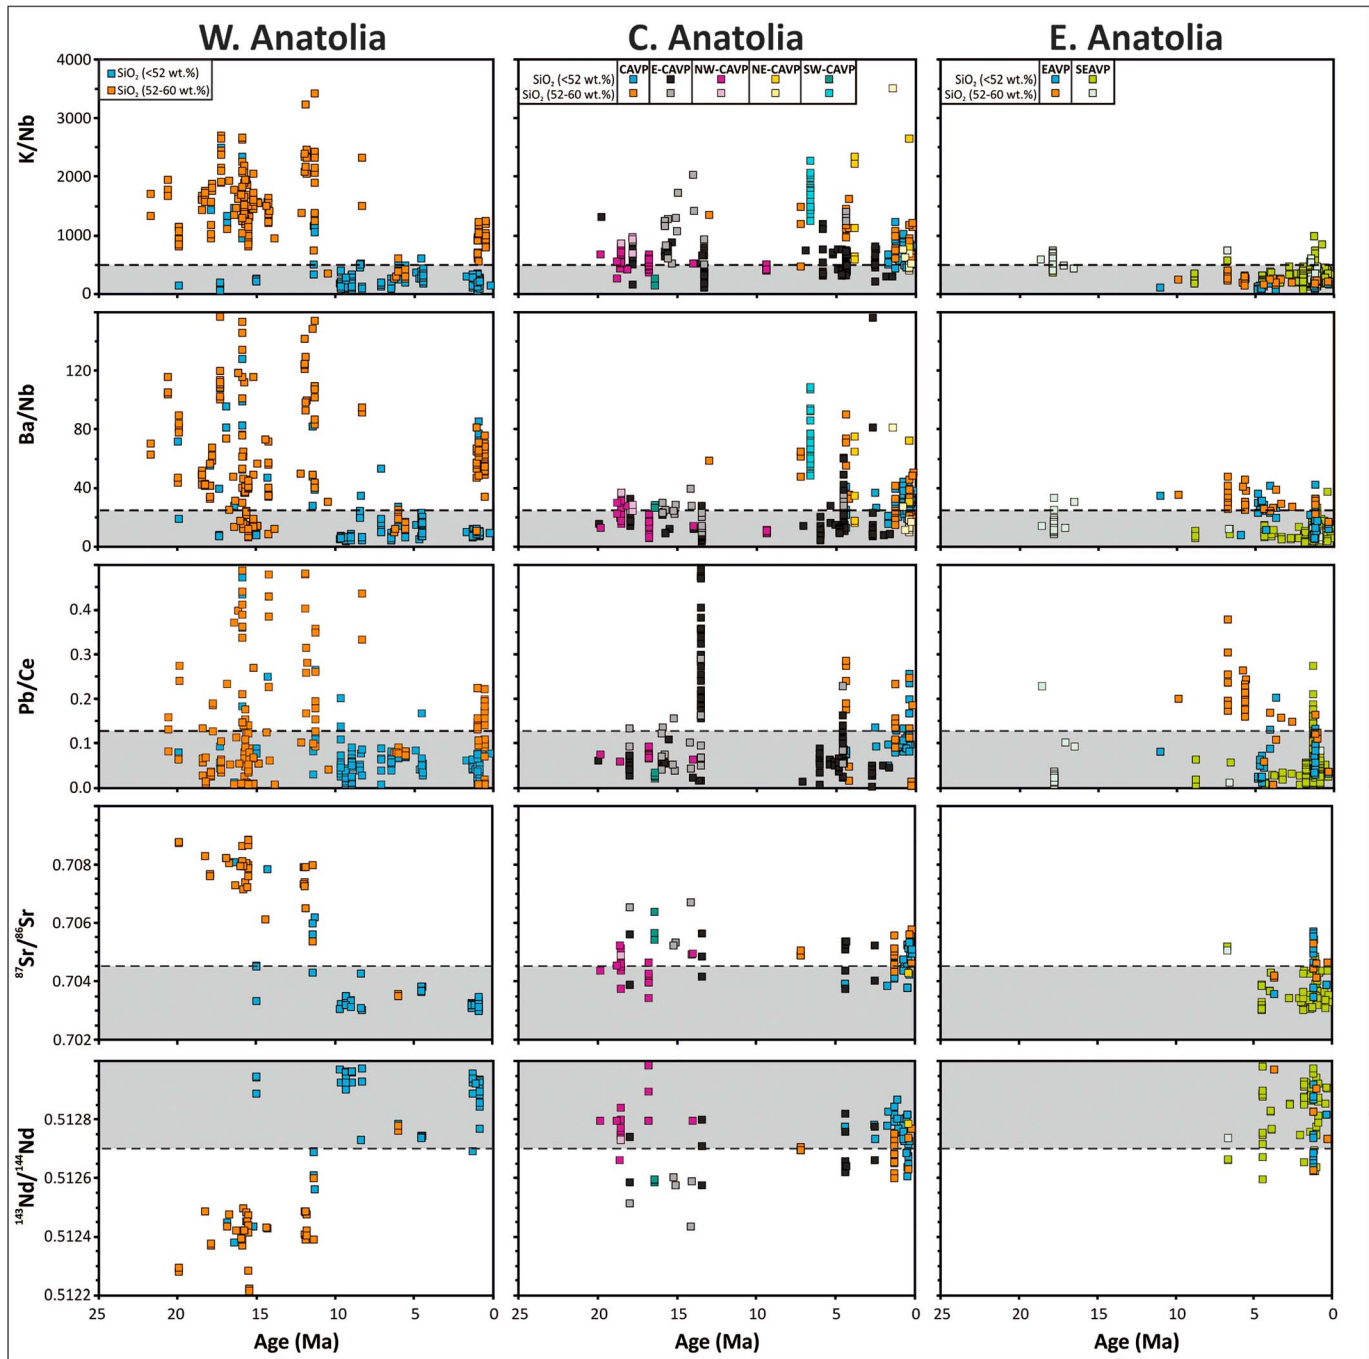 W. Anatolia
C. Anatolia
E. Anatolia
SiO₂ (<52 wt.%)
SiO₂ (52-60 wt.%)
CAVP E-CAVP NW-CAVP NE-CAVP SW-CAVP
SiO₂ (<52 wt.%)
SiO₂ (52-60 wt.%)
EAVP SEAVP
SiO₂ (<52 wt.%)
SiO₂ (52-60 wt.%)
K/Nb
4000
3000
2000
1000
0
Ba/Nb
120
80
40
0
Pb/Ce
0.4
0.3
0.2
0.1
0.0
⁸⁷Sr/⁸⁶Sr
0.708
0.706
0.704
0.702
¹⁴³Nd/¹⁴⁴Nd
0.5128
0.5126
0.5124
0.5122
25 20 15 10 5 0
25 20 15 10 5 0
25 20 15 10 5 0
Age (Ma)
Age (Ma)
Age (Ma)